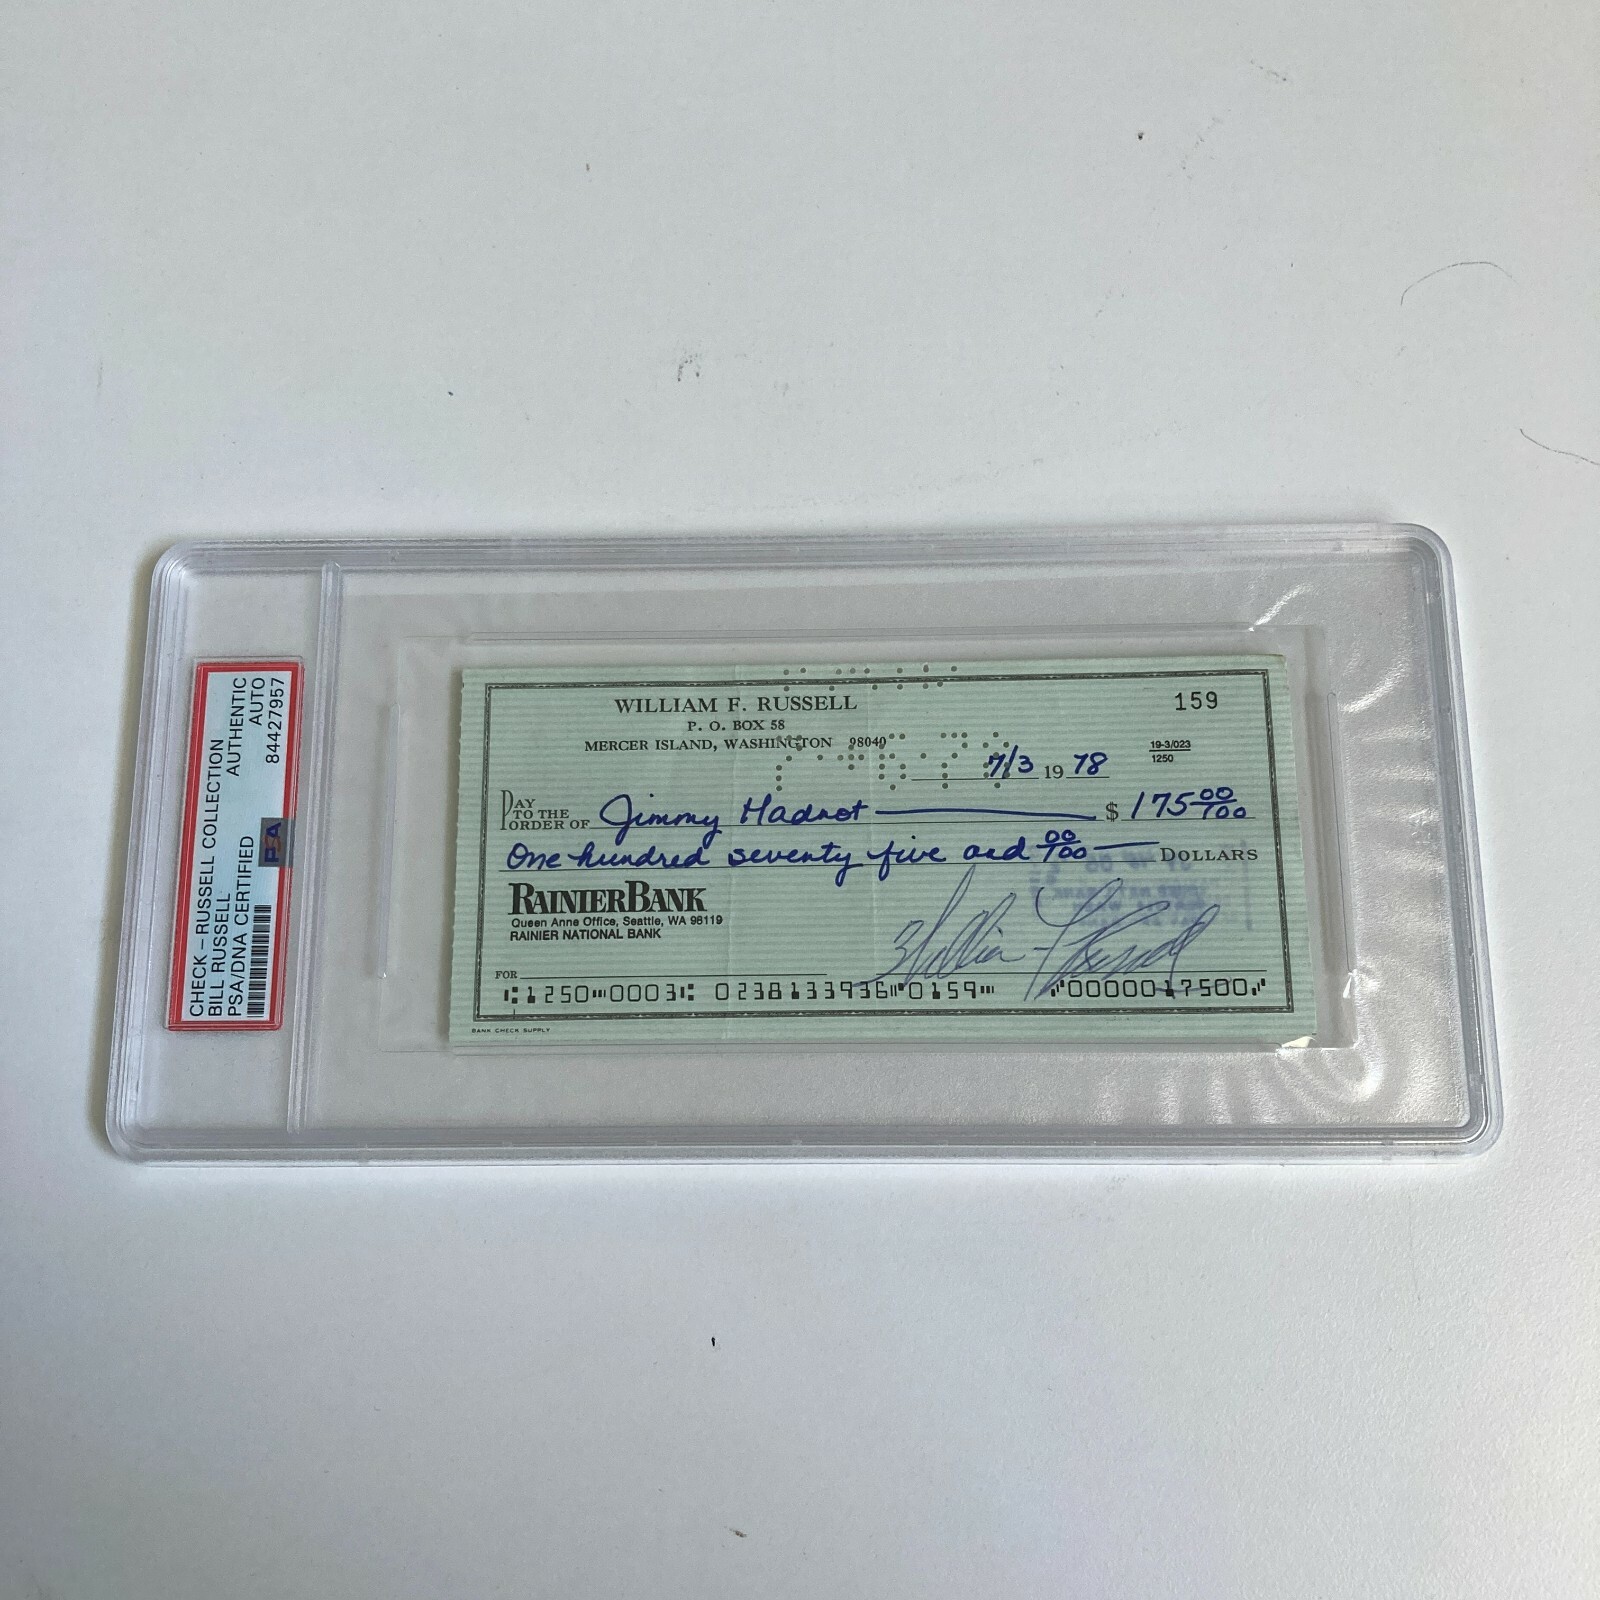 CHECK - RUSSELL COLLECTION
BILL RUSSELL AUTHENTIC
PSA/DNA CERTIFIED AUTO
84427957
PSA
WILLIAM F. RUSSELL
P. O. BOX 58
MERCER ISLAND, WASHINGTON 98040
159
19-3/023
1250
7/3 1978
PAY TO THE ORDER OF Jimmy Hadnot $ 175 00/100
One hundred seventy five and 00/100 DOLLARS
RAINIERBANK
Queen Anne Office, Seattle, WA 98119
RAINIER NATIONAL BANK
William F Russell
FOR
⑆1250⑉0003⑆ 0238133936⑈0159⑉ ⑇0000017500⑇
BANK CHECK SUPPLY